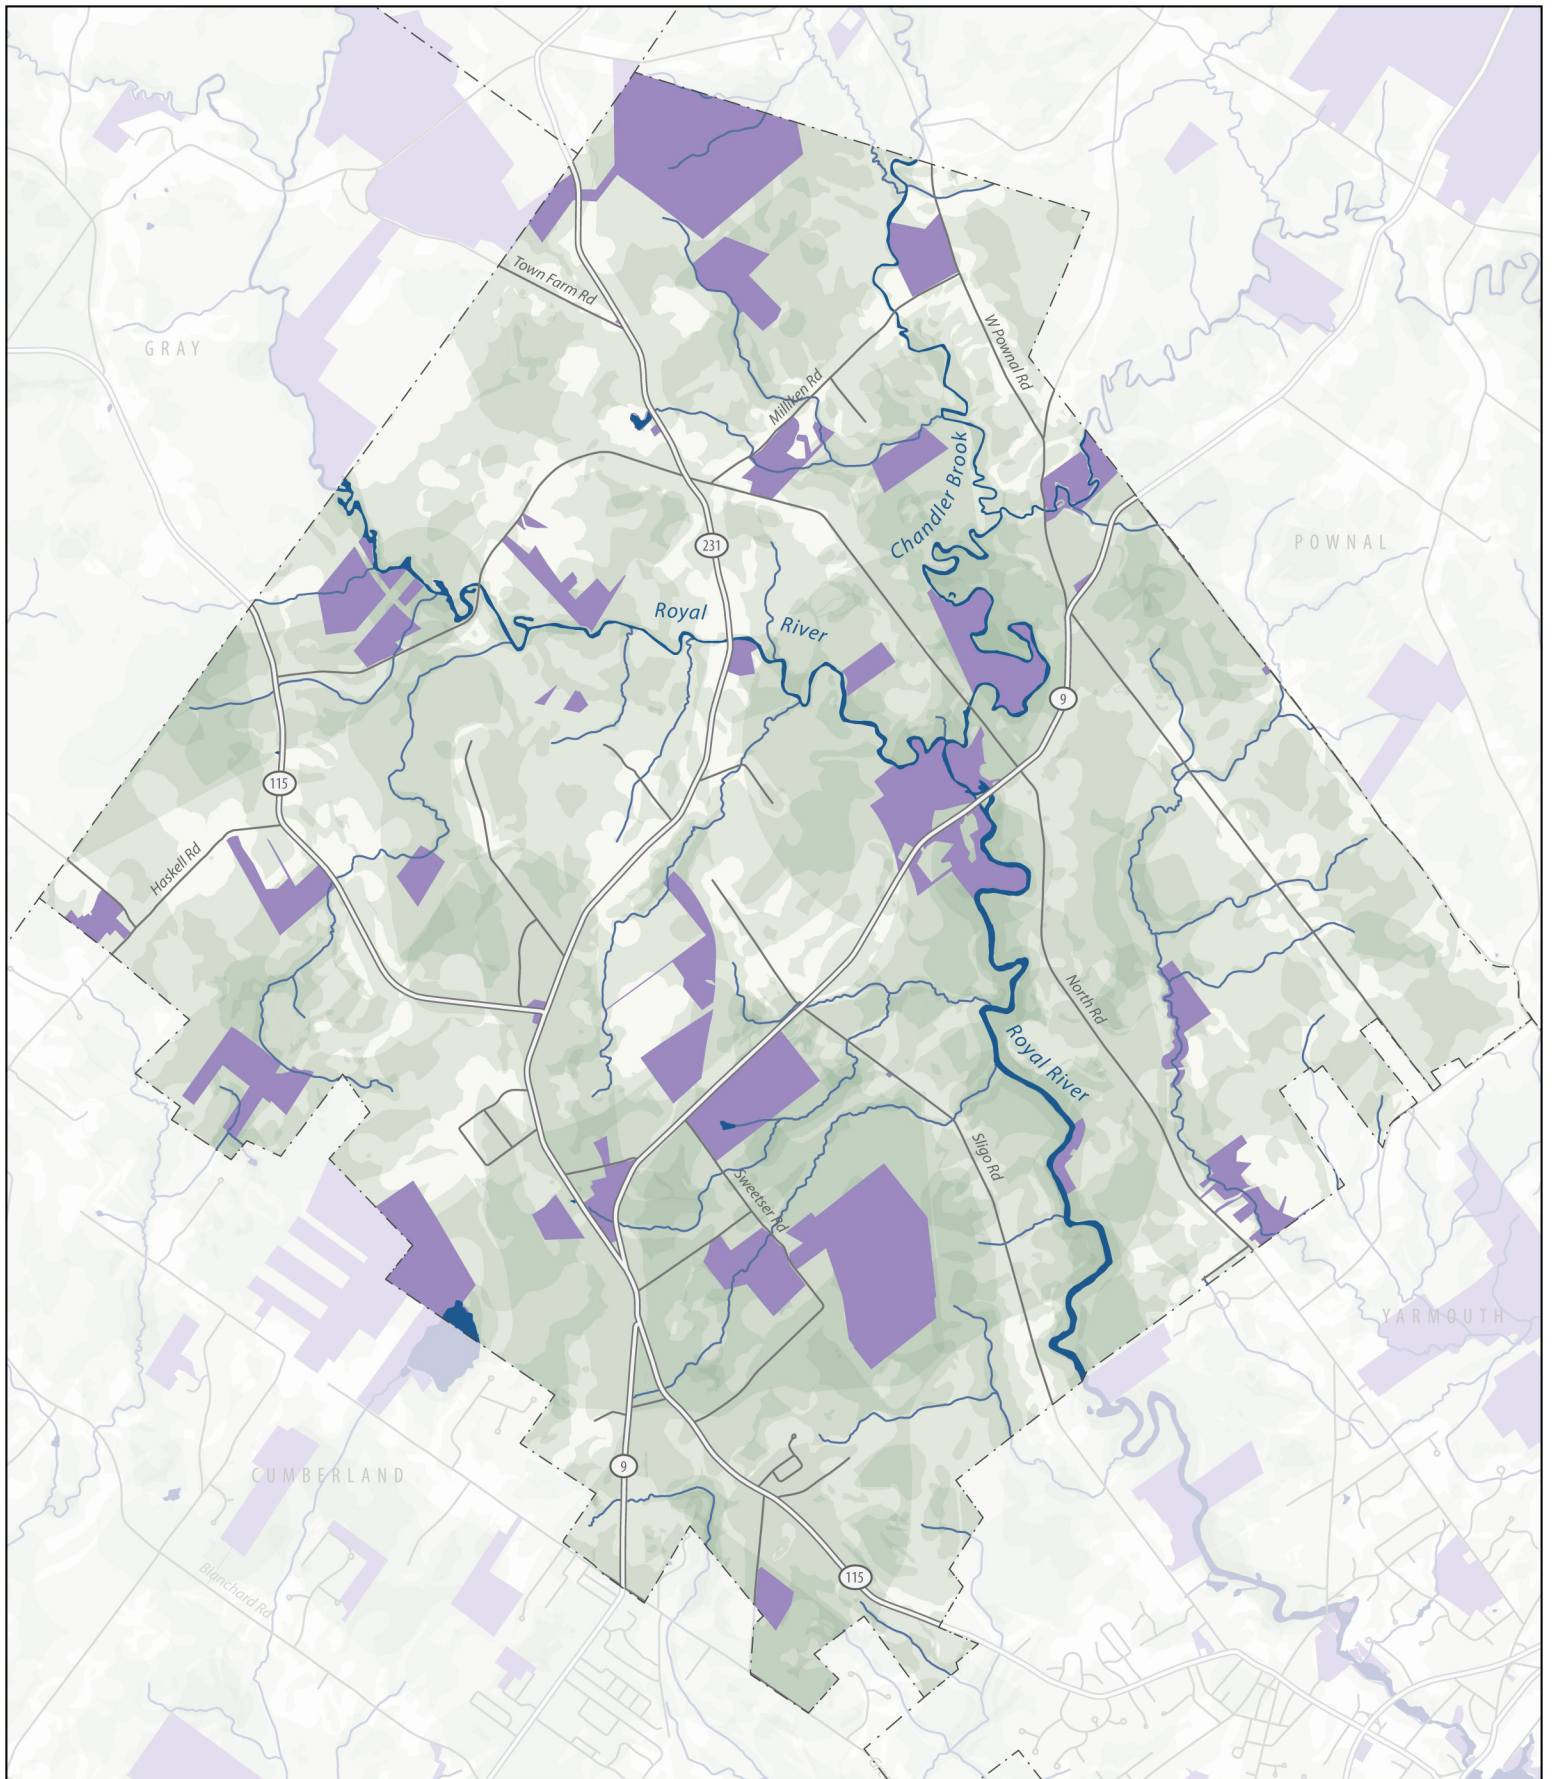 Town Farm Rd
W Pownal Rd
GRAY
Milliken Rd
Chandler Brook
231
POWNAL
Royal
River
9
115
Haskell Rd
North Rd
Royal River
Sligo Rd
Sweetser Rd
YARMOUTH
9
CUMBERLAND
115
Blanchard Rd